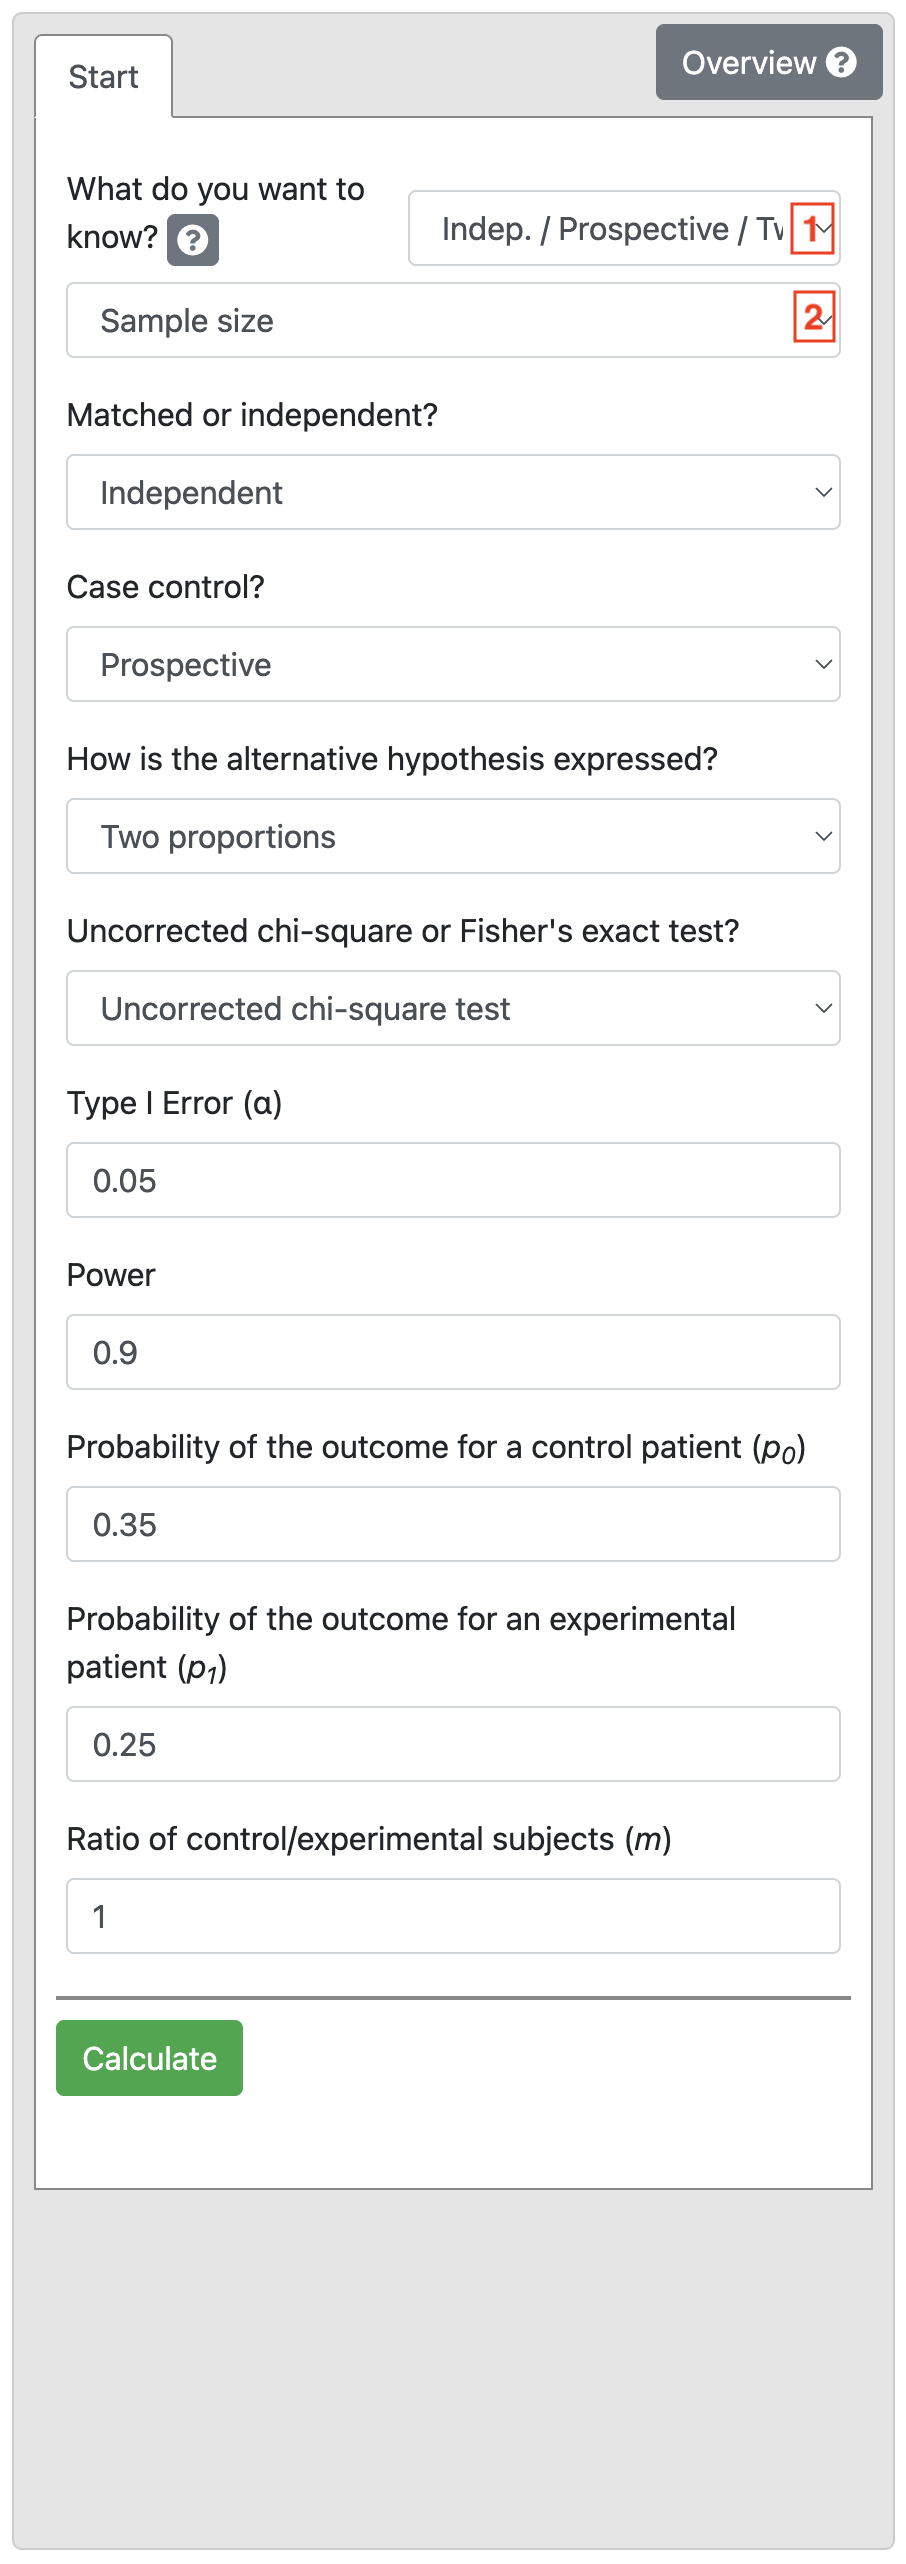 Start
Overview ?
What do you want to
know? ?
Indep. / Prospective / Tw
1
Sample size
2
Matched or independent?
Independent
Case control?
Prospective
How is the alternative hypothesis expressed?
Two proportions
Uncorrected chi-square or Fisher's exact test?
Uncorrected chi-square test
Type I Error (α)
0.05
Power
0.9
Probability of the outcome for a control patient (p₀)
0.35
Probability of the outcome for an experimental
patient (p₁)
0.25
Ratio of control/experimental subjects (m)
1
Calculate